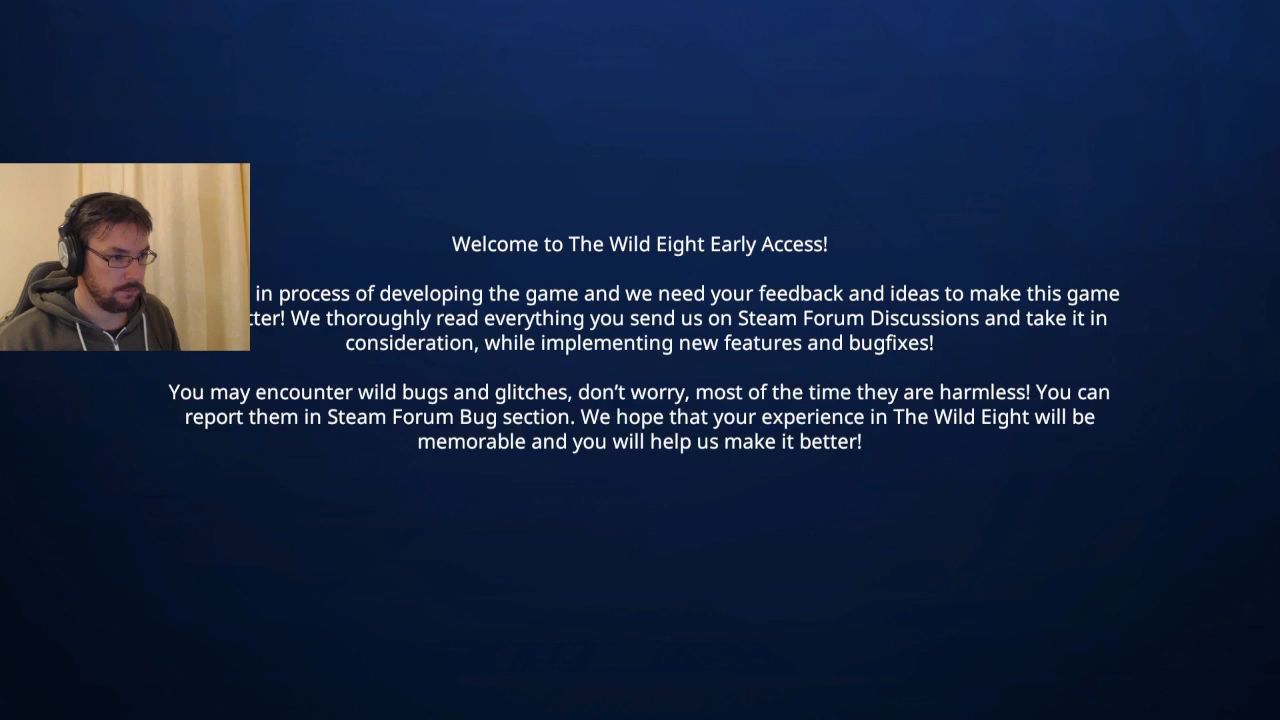 Welcome to The Wild Eight Early Access!
in process of developing the game and we need your feedback and ideas to make this game
We thoroughly read everything you send us on Steam Forum Discussions and take it in
consideration, while implementing new features and bugfixes!
You may encounter wild bugs and glitches, don’t worry, most of the time they are harmless! You can
report them in Steam Forum Bug section. We hope that your experience in The Wild Eight will be
memorable and you will help us make it better!